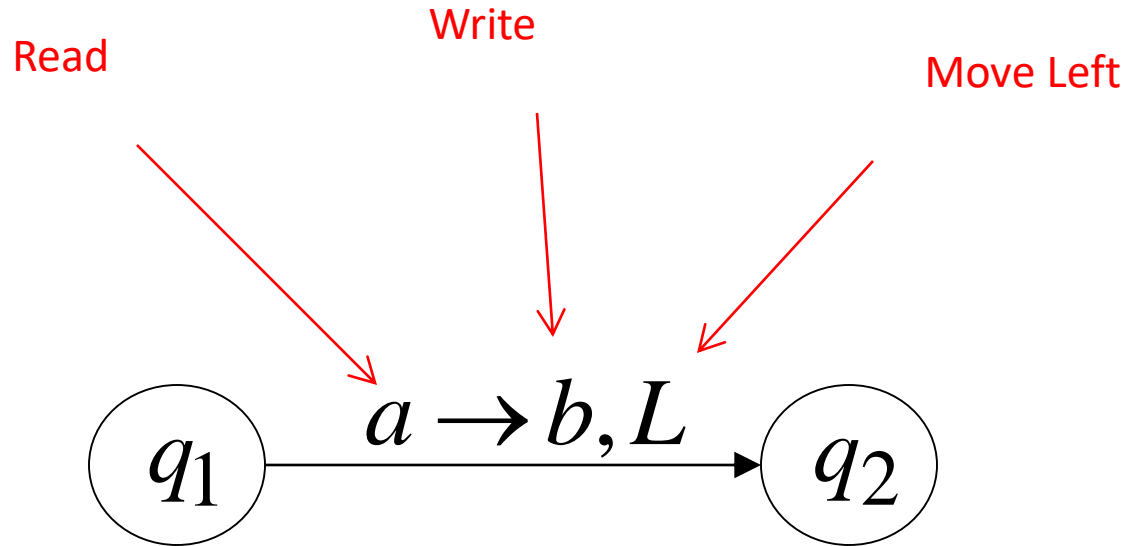 Read
Write
Move Left
a → b, L
q1
q2